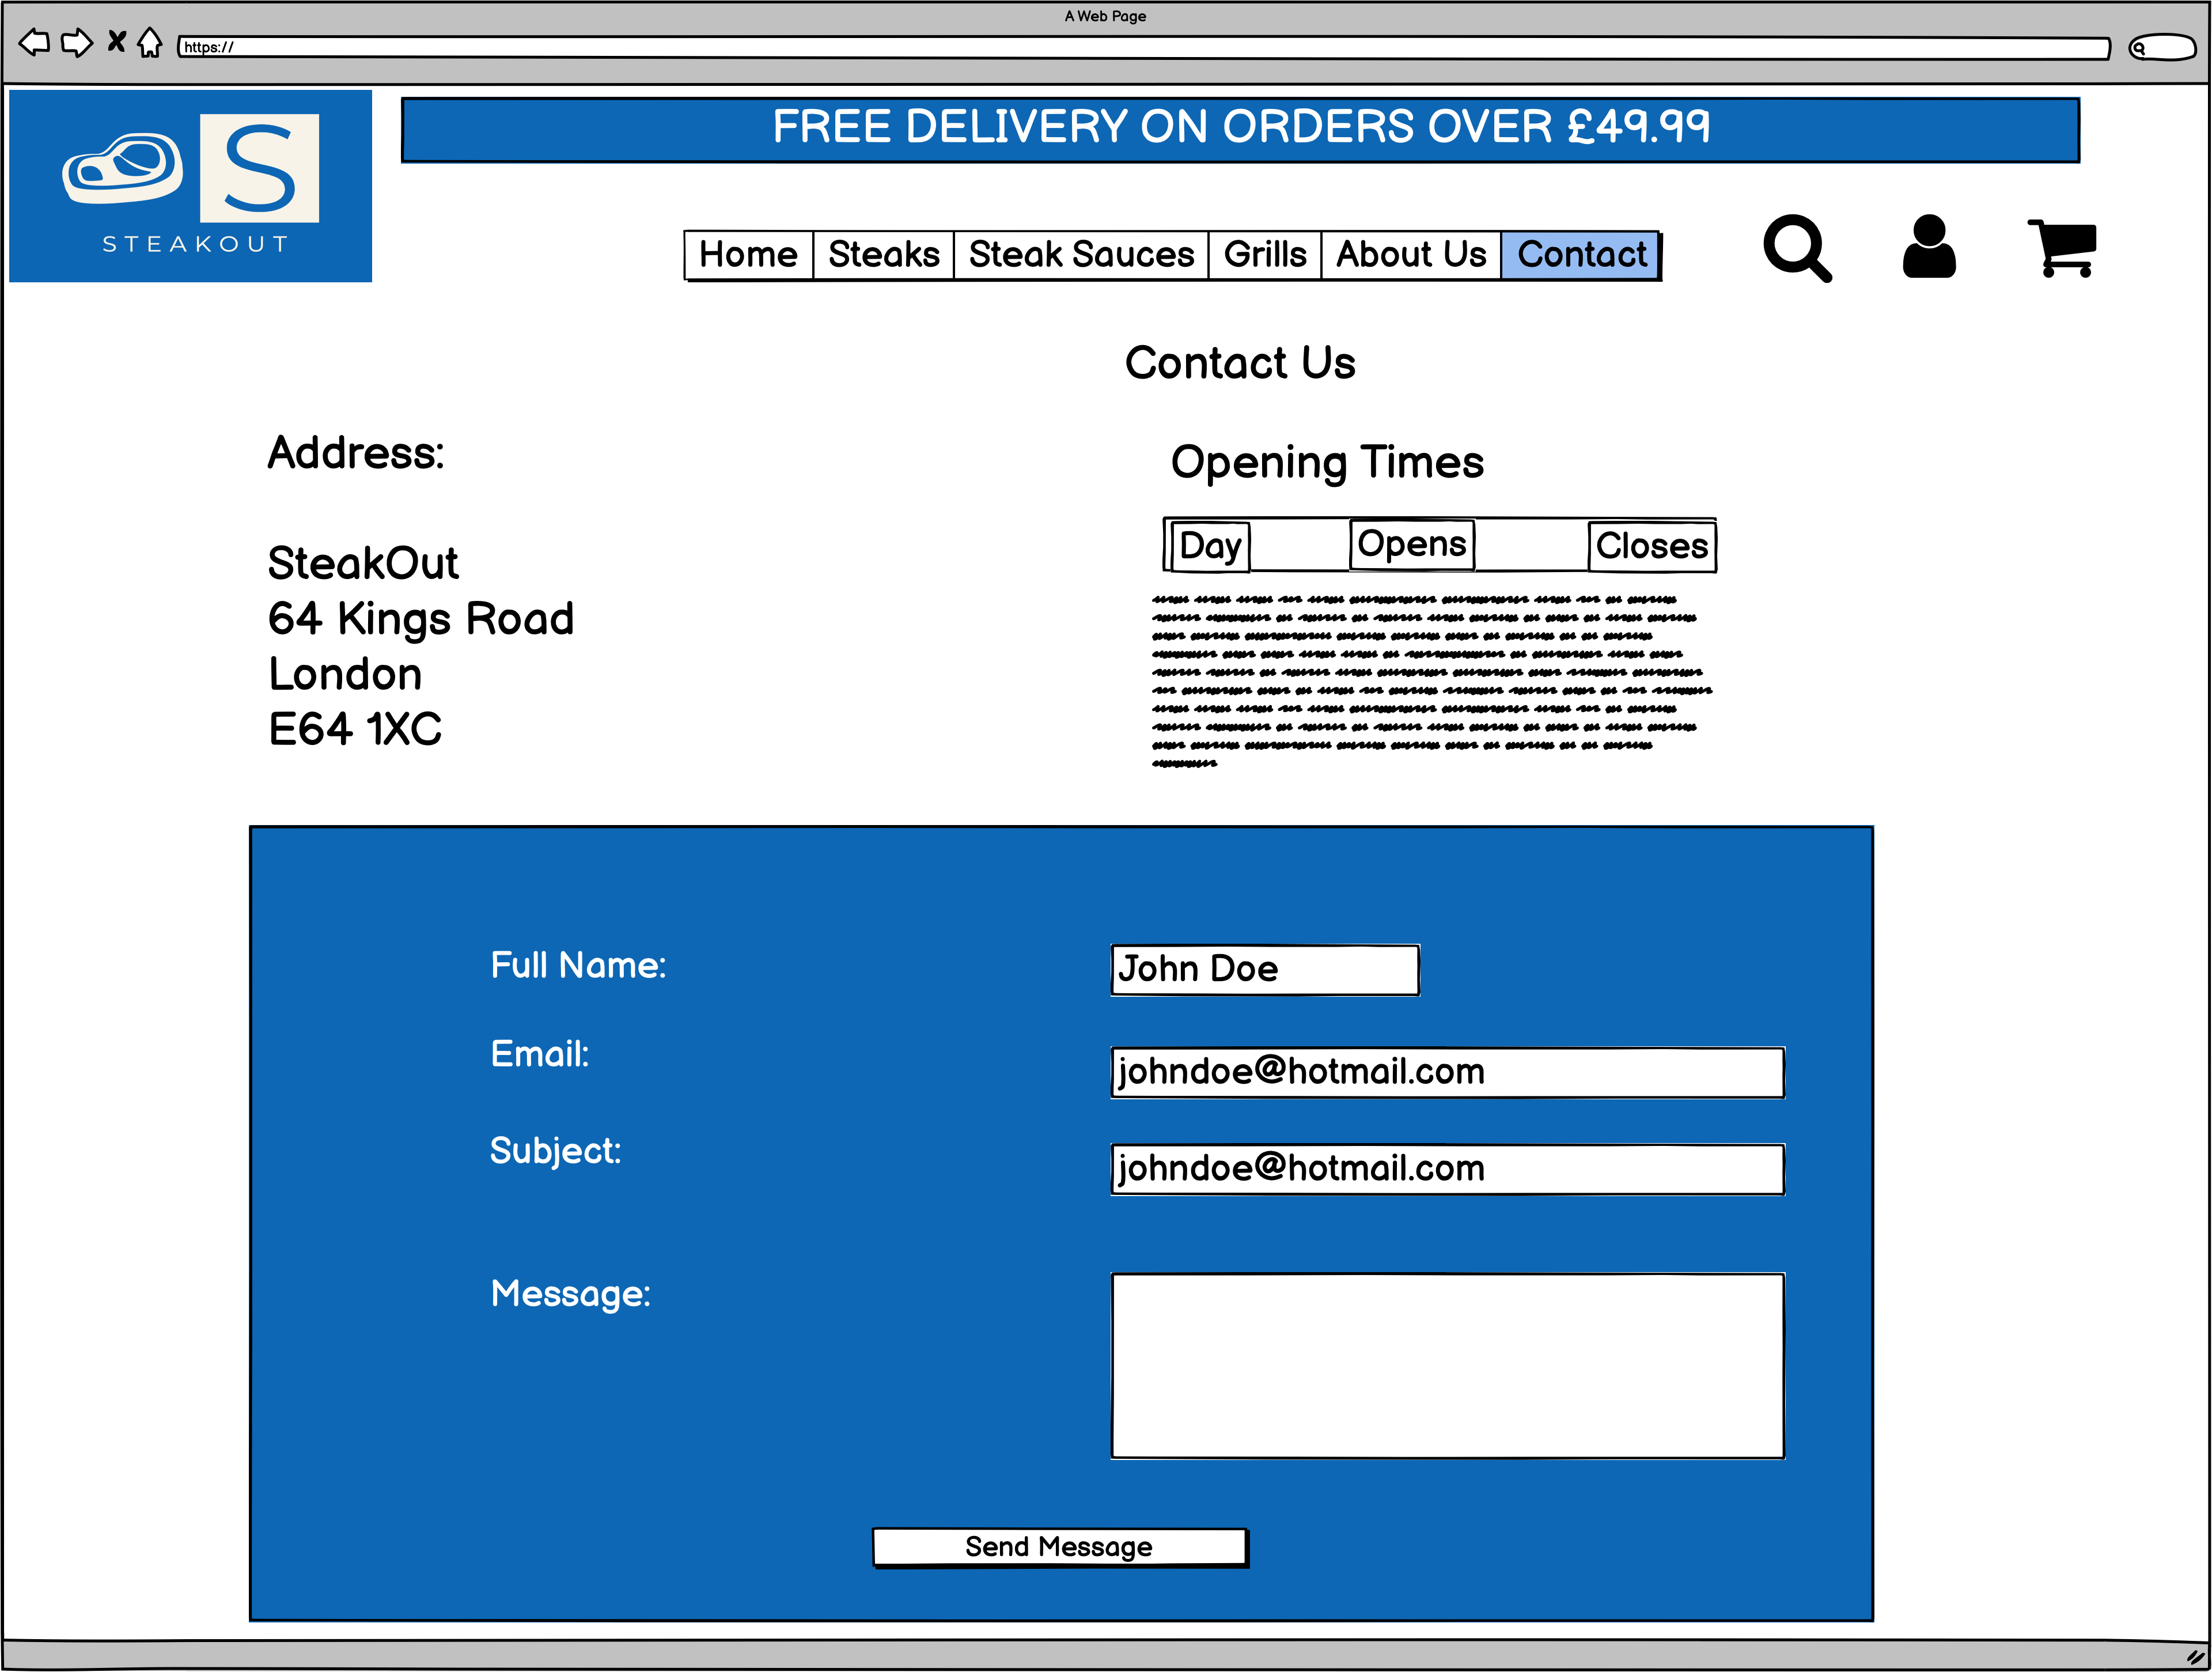 A Web Page
https://
FREE DELIVERY ON ORDERS OVER £49.99
S
STEAKOUT
Home Steaks Steak Sauces Grills About Us Contact
Contact Us
Address:
SteakOut
64 Kings Road
London
E64 1XC
Opening Times
Day Opens Closes
Full Name: John Doe
Email: johndoe@hotmail.com
Subject: johndoe@hotmail.com
Message:
Send Message